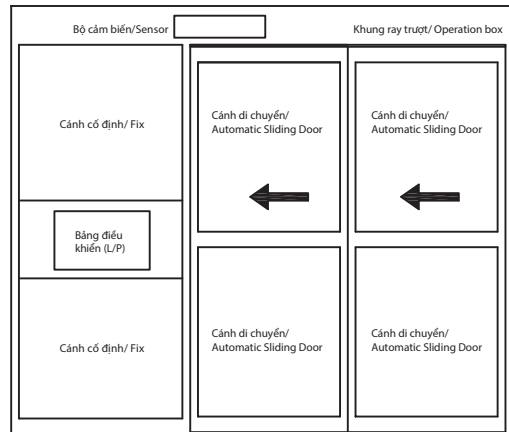 Bộ cảm biến/Sensor
Khung ray trượt/ Operation box
Cánh cố định/ Fix
Cánh di chuyển/
Automatic Sliding Door
Cánh di chuyển/
Automatic Sliding Door
Bảng điều
khiển (L/P)
Cánh cố định/ Fix
Cánh di chuyển/
Automatic Sliding Door
Cánh di chuyển/
Automatic Sliding Door